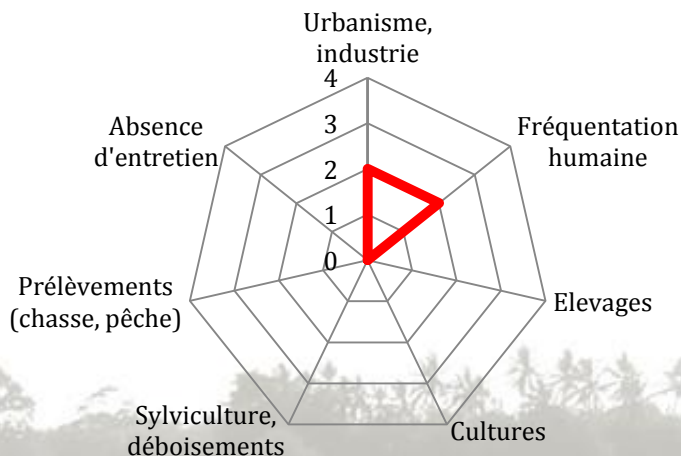 Urbanisme,
industrie
4
3
2
1
0
Fréquentation
humaine
Elevages
Cultures
Sylviculture,
déboisements
Prélèvements
(chasse, pêche)
Absence
d'entretien